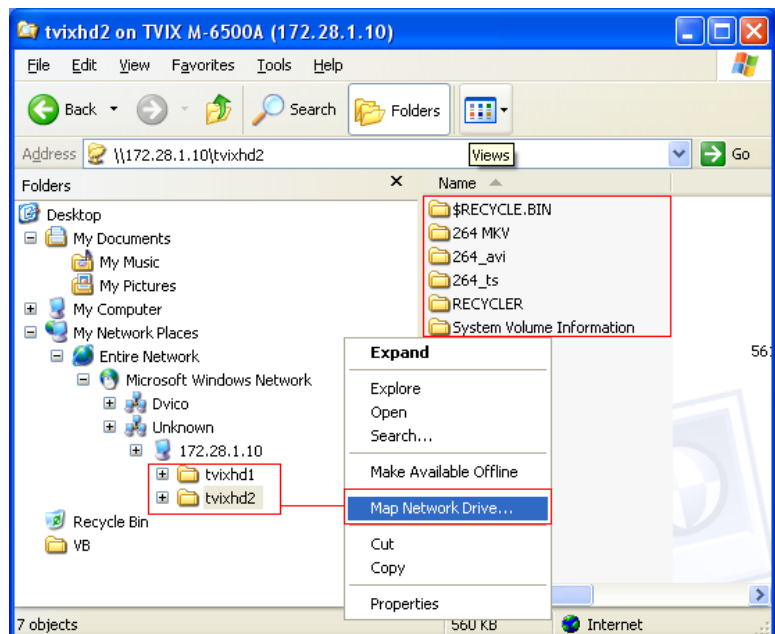 tvixhd2 on TVIX M-6500A (172.28.1.10)
File Edit View Favorites Tools Help
Back Search Folders
Address \\172.28.1.10\tvixhd2 Go
Views
Folders X
Desktop
My Documents
My Music
My Pictures
My Computer
My Network Places
Entire Network
Microsoft Windows Network
Dvico
Unknown
172.28.1.10
tvixhd1
tvixhd2
Recycle Bin
VB
Name
$RECYCLE.BIN
264 MKV
264_avi
264_ts
RECYCLER
System Volume Information
561
Expand
Explore
Open
Search...
Make Available Offline
Map Network Drive...
Cut
Copy
Properties
7 objects 560 KB Internet